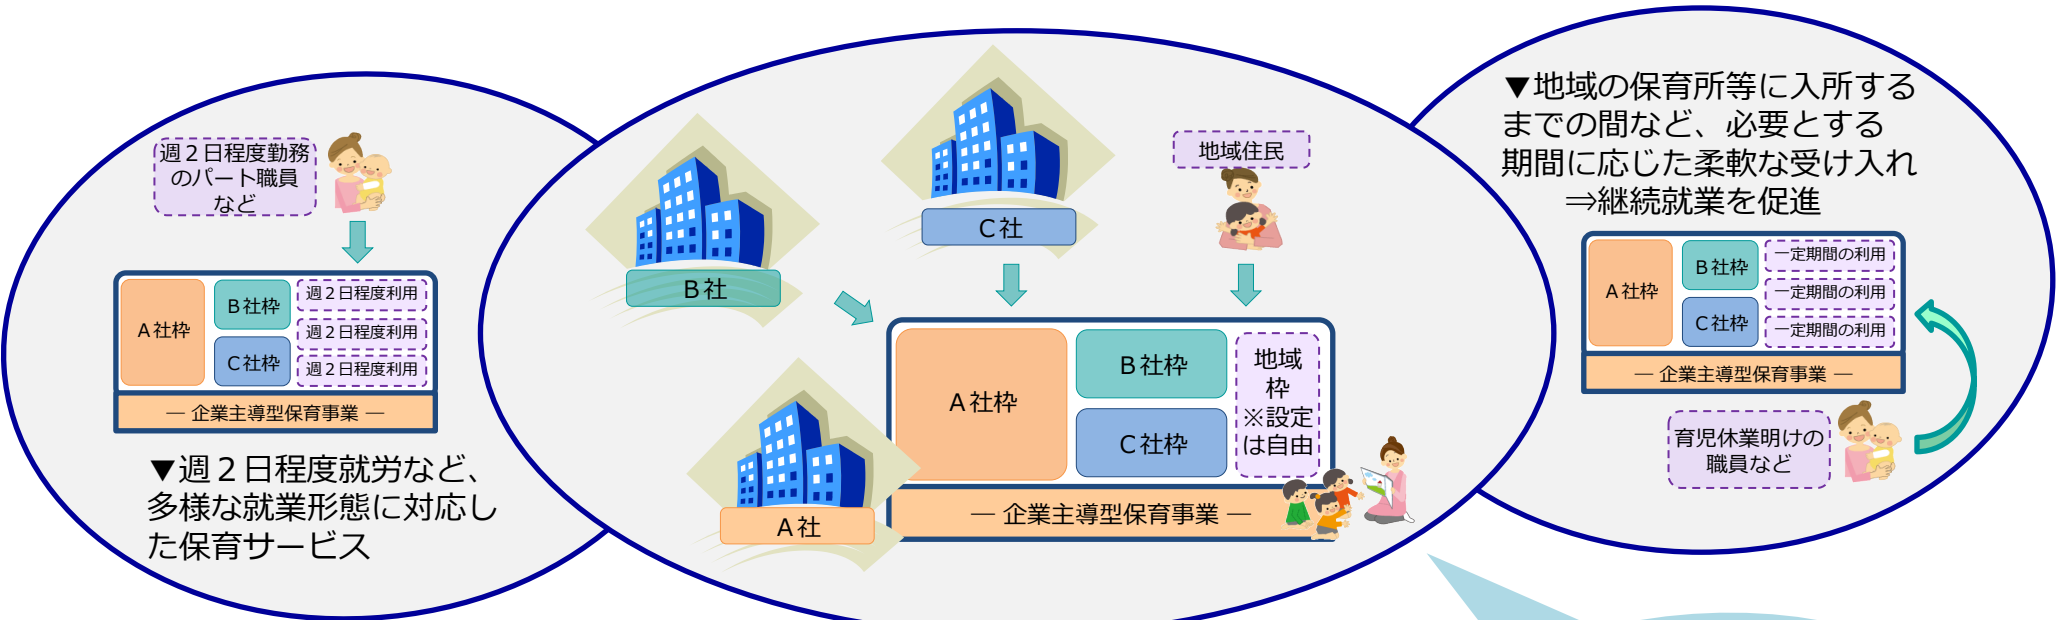 週２日程度勤務
のパート職員
など
Ａ社枠
Ｂ社枠
Ｃ社枠
週２日程度利用
週２日程度利用
週２日程度利用
― 企業主導型保育事業 ―
▼週２日程度就労など、
多様な就業形態に対応し
た保育サービス
Ｂ社
Ｃ社
地域住民
Ａ社
Ａ社枠
Ｂ社枠
Ｃ社枠
地域
枠
※設定
は自由
― 企業主導型保育事業 ―
▼地域の保育所等に入所する
までの間など、必要とする
期間に応じた柔軟な受け入れ
⇒継続就業を促進
Ａ社枠
Ｂ社枠
Ｃ社枠
一定期間の利用
一定期間の利用
一定期間の利用
― 企業主導型保育事業 ―
育児休業明けの
職員など